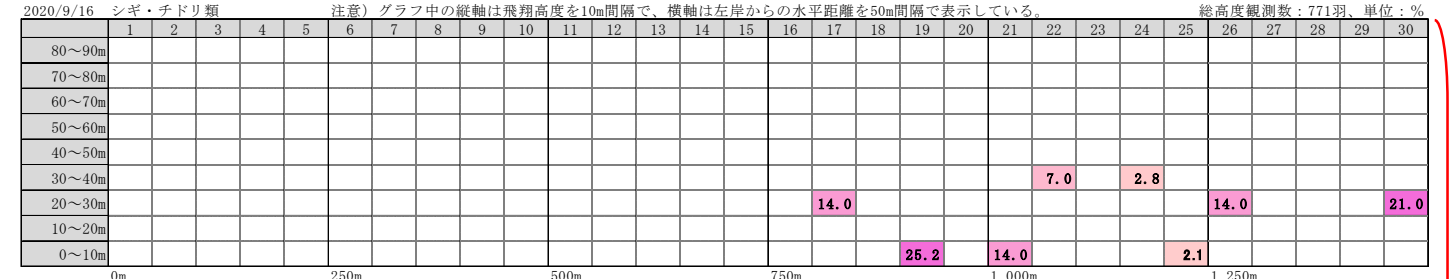 2020/9/16 シギ・チドリ類 注意）グラフ中の縦軸は飛翔高度を10m間隔で、横軸は左岸からの水平距離を50m間隔で表示している。 総高度観測数：771羽、単位：％
1 2 3 4 5 6 7 8 9 10 11 12 13 14 15 16 17 18 19 20 21 22 23 24 25 26 27 28 29 30
80～90m
70～80m
60～70m
50～60m
40～50m
30～40m 7.0 2.8
20～30m 14.0 14.0 21.0
10～20m
0～10m 25.2 14.0 2.1
0m 250m 500m 750m 1,000m 1,250m